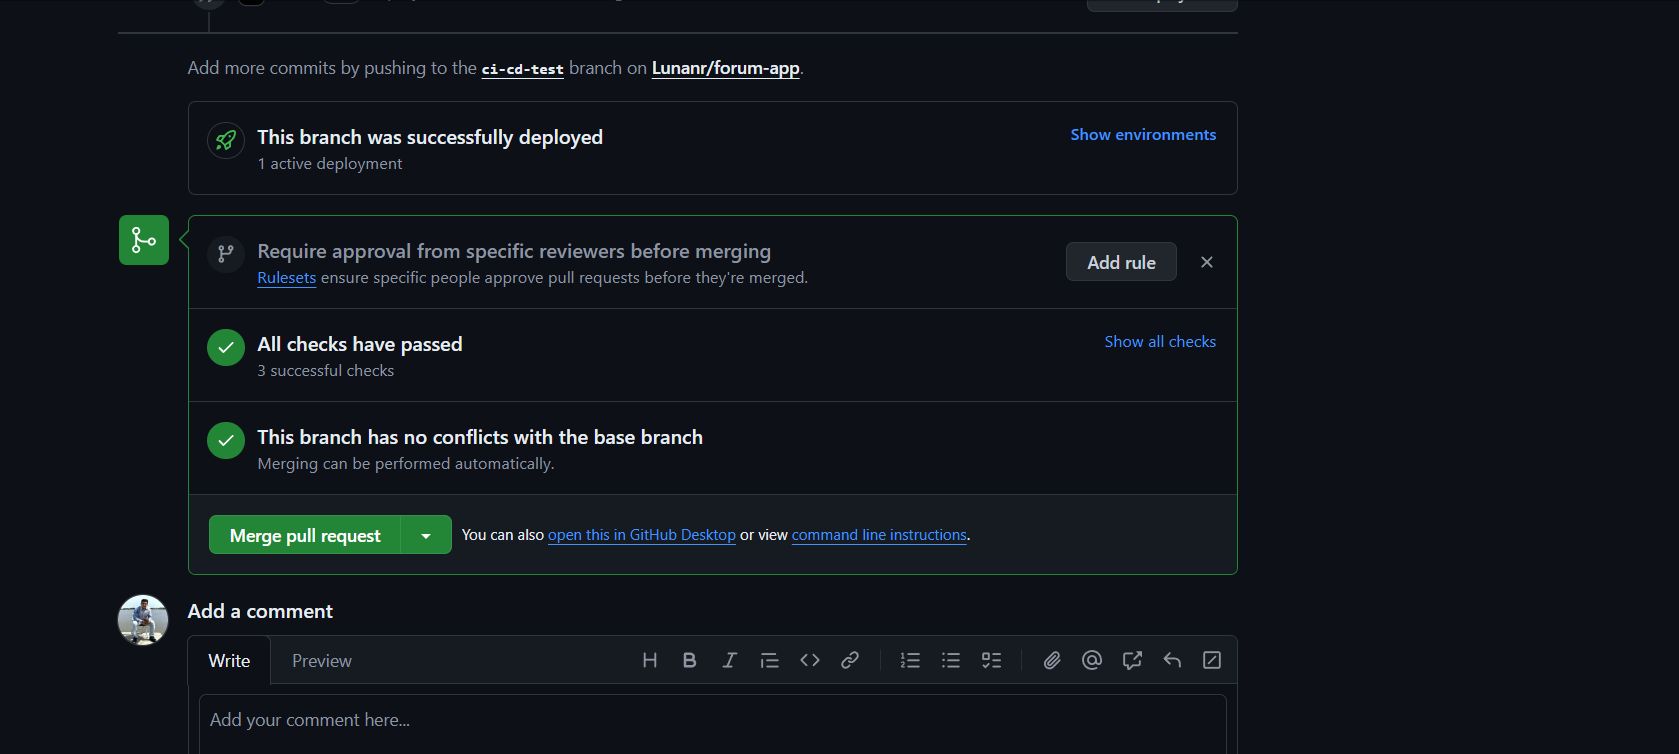 Add more commits by pushing to the ci-cd-test branch on Lunanr/forum-app.
This branch was successfully deployed
Show environments
1 active deployment
Require approval from specific reviewers before merging
Rulesets ensure specific people approve pull requests before they're merged.
Add rule
All checks have passed
Show all checks
3 successful checks
This branch has no conflicts with the base branch
Merging can be performed automatically.
Merge pull request
You can also open this in GitHub Desktop or view command line instructions.
Add a comment
Write
Preview
Add your comment here...